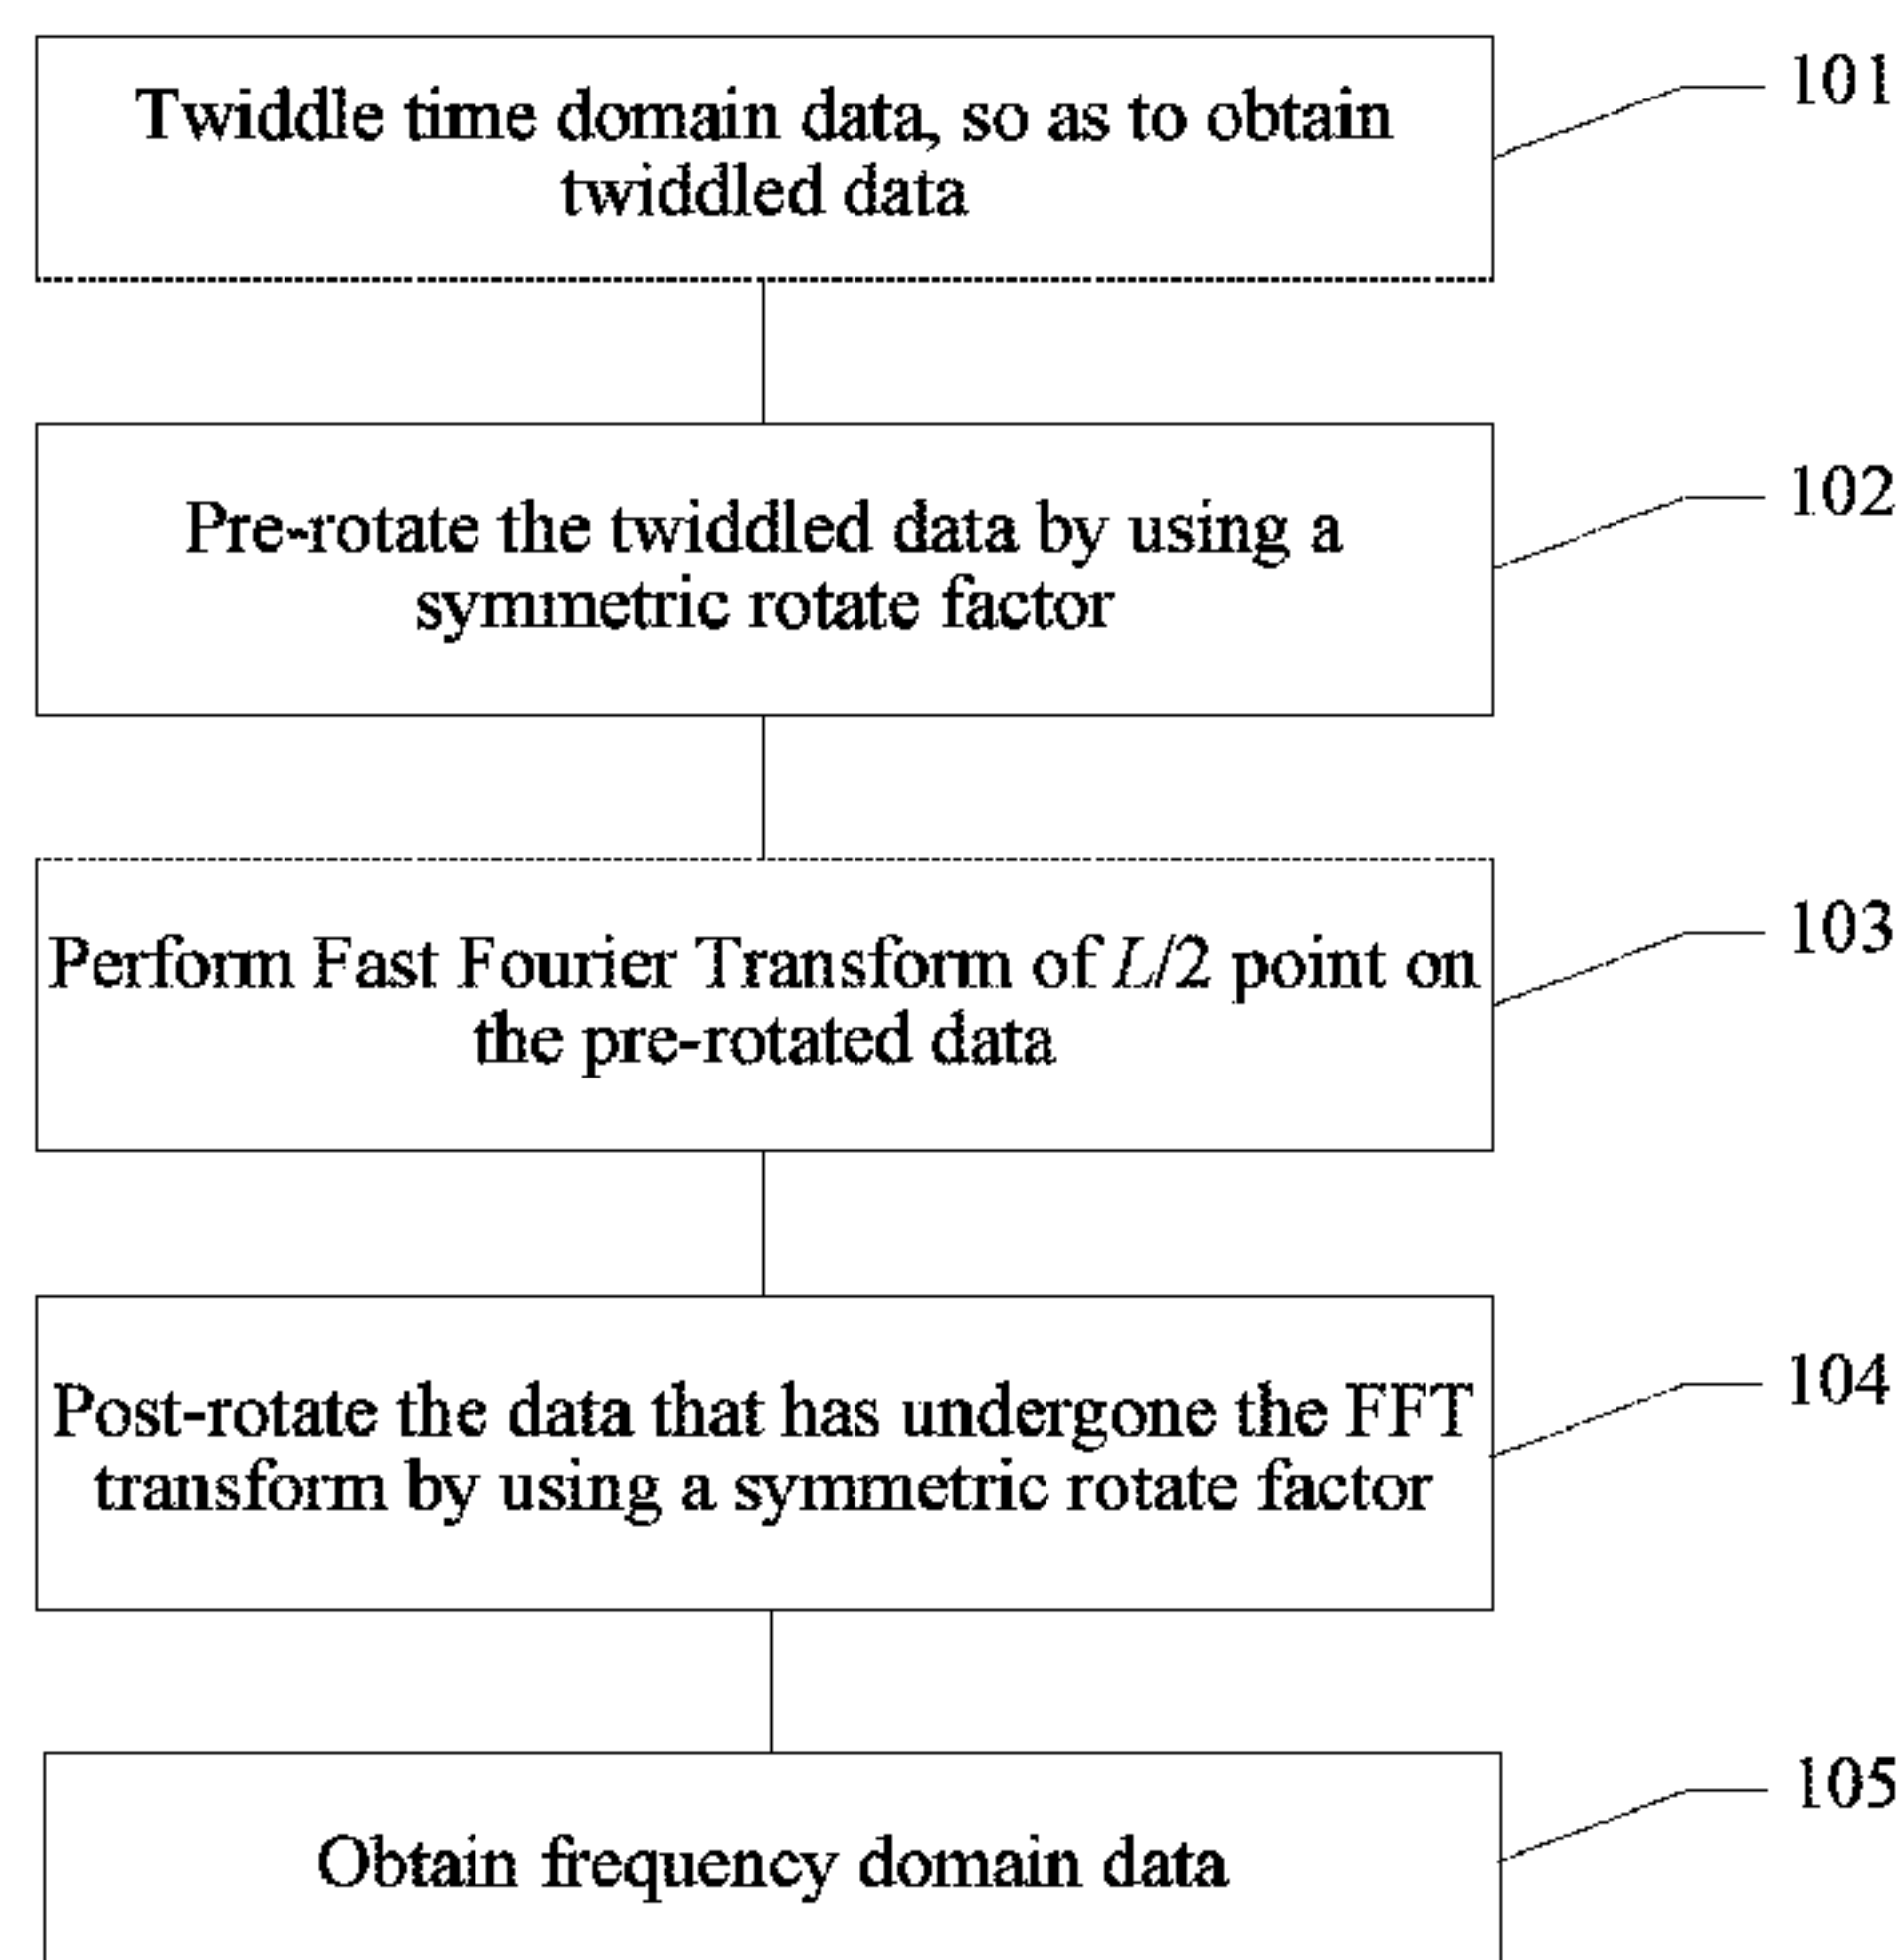 Twiddle time domain data, so as to obtain
twiddled data
101
Pre-rotate the twiddled data by using a
symmetric rotate factor
102
Perform Fast Fourier Transform of L/2 point on
the pre-rotated data
103
Post-rotate the data that has undergone the FFT
transform by using a symmetric rotate factor
104
Obtain frequency domain data
105